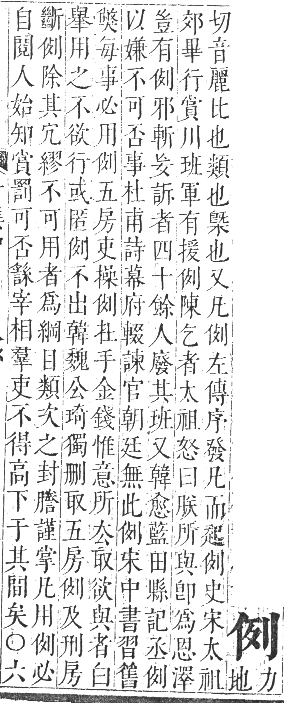 例力地
切音麗比也類也槩也又凡例左傳序發凡而起例史宋太祖
郊畢行賞川班軍有援例陳乞者太祖怒曰朕所與卽爲恩澤
豈有例邪斬妄訴者四十餘人廢其班又韓愈藍田縣記丞例
以嫌不可否事杜甫詩幕府輟諫官朝廷無此例宋中書習舊
獘每事必用例五房吏操例在手金錢惟意所厺取欲與者白
舉用之不欲行或匿例不出韓魏公琦獨刪取五房例及刑房
斷例除其宂繆不可用者爲綱目類次之封謄謹掌凡用例必
自閱人始知賞罰可否繇宰相羣吏不得高下于其間矣○六